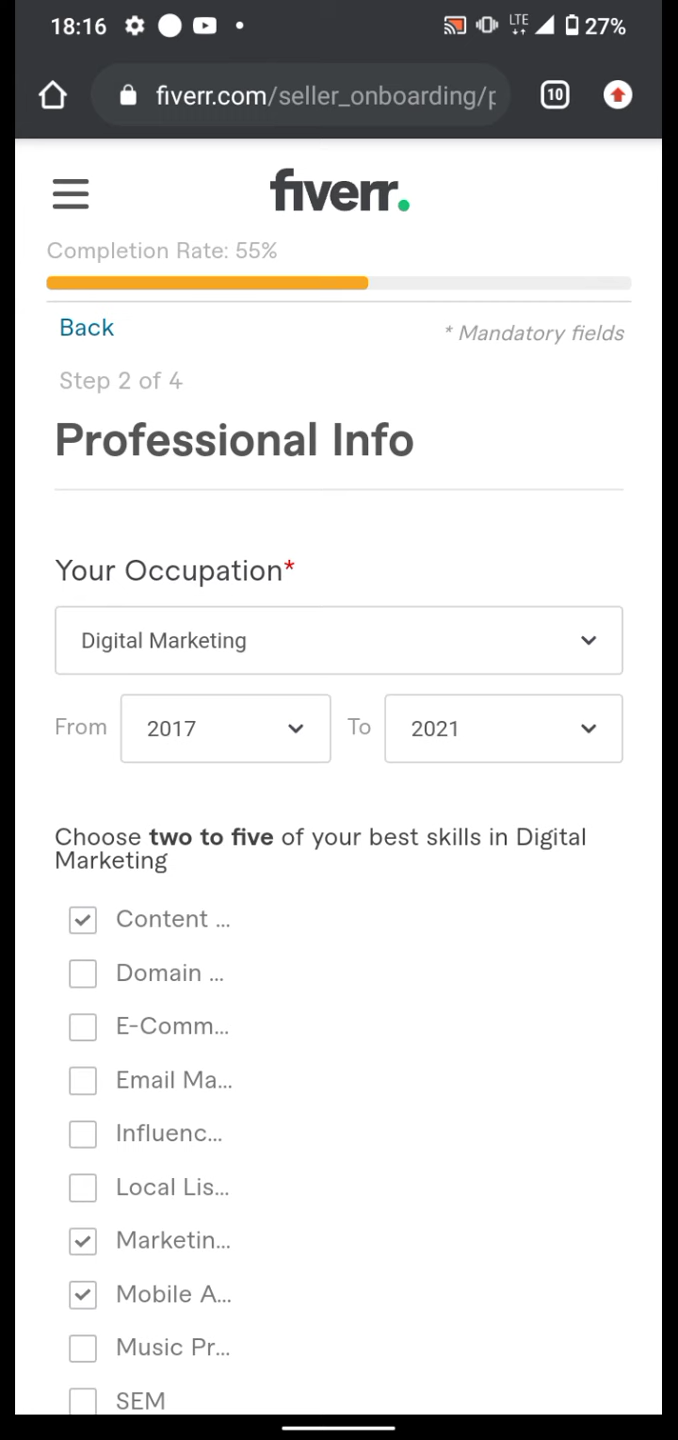 18:16
LTE
27%
fiverr.com/seller_onboarding/p
10
fiverr.
Completion Rate: 55%
Back
* Mandatory fields
Step 2 of 4
Professional Info
Your Occupation*
Digital Marketing
From 2017 To 2021
Choose two to five of your best skills in Digital
Marketing
Content ...
Domain ...
E-Comm...
Email Ma...
Influenc...
Local Lis...
Marketin...
Mobile A...
Music Pr...
SEM